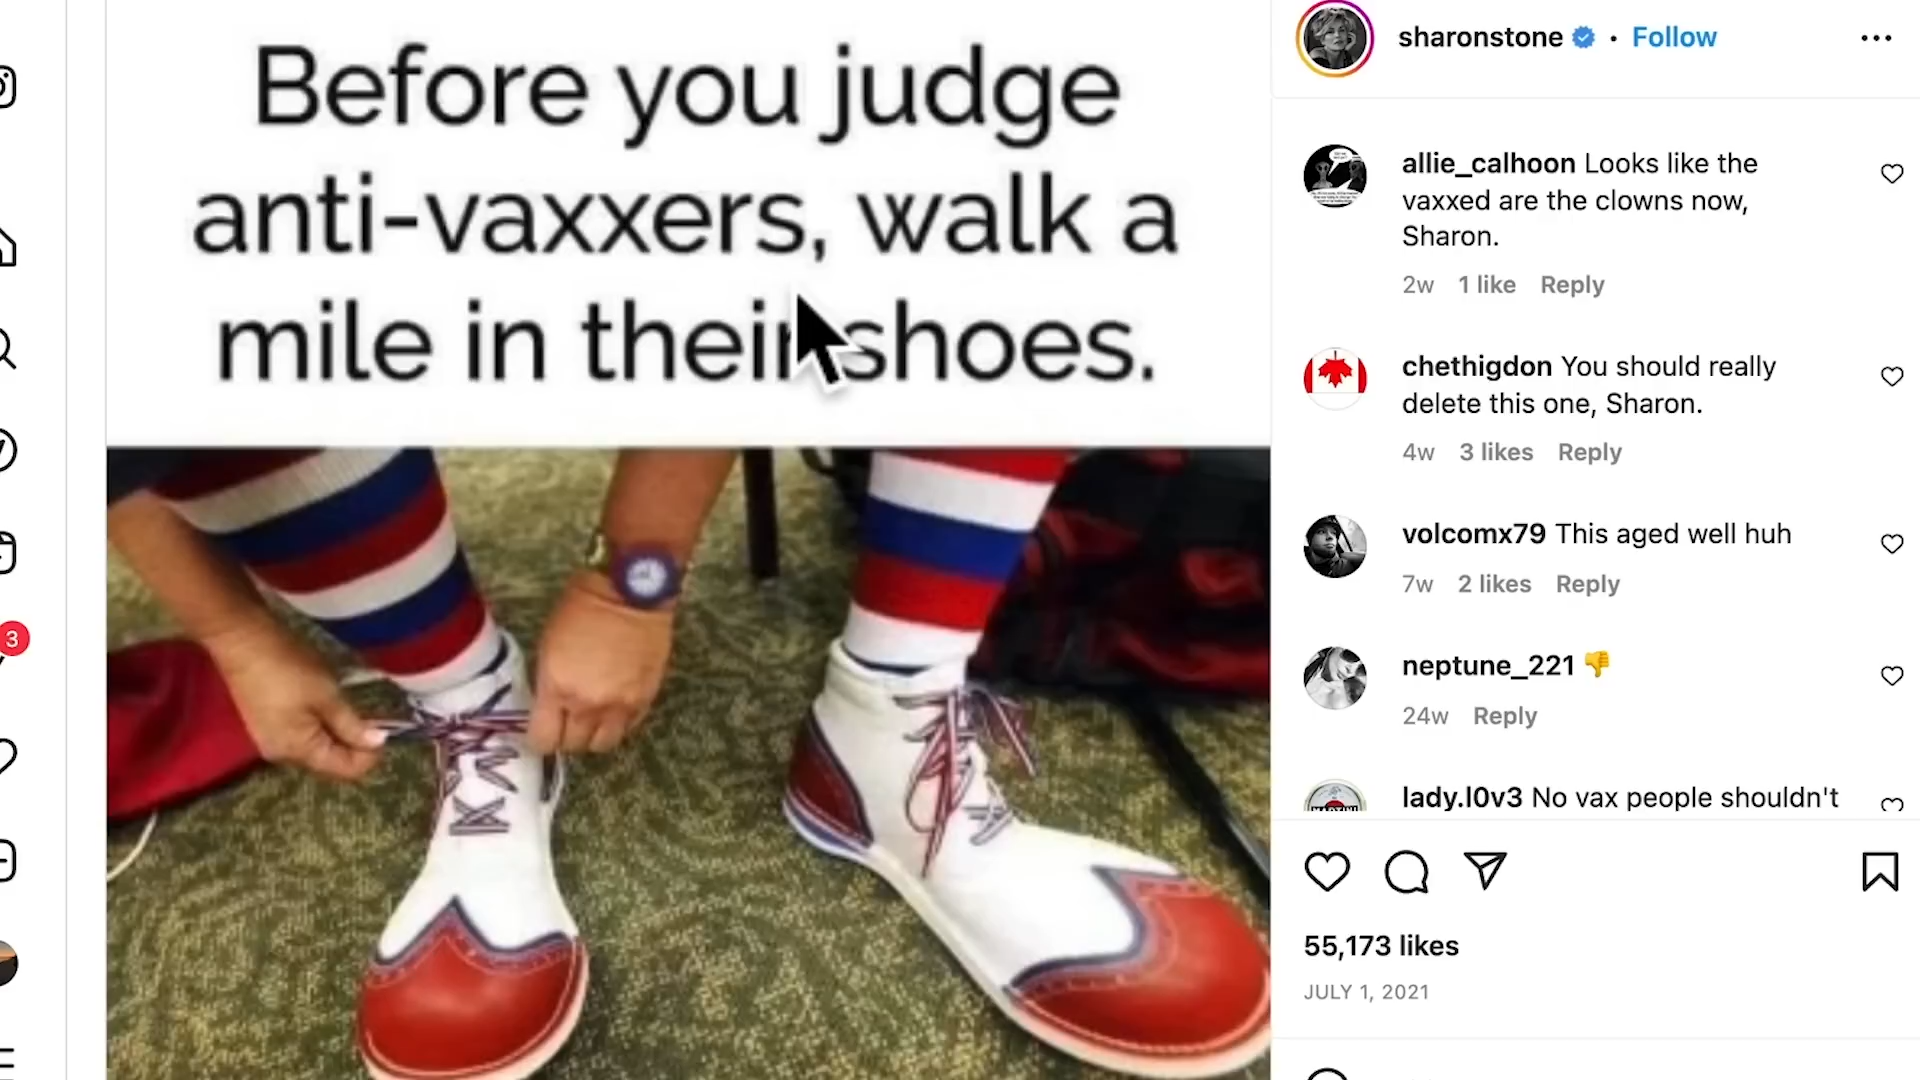 Before you judge
anti-vaxxers, walk a
mile in their shoes.
sharonstone • Follow
allie_calhoon Looks like the
vaxxed are the clowns now,
Sharon.
2w 1 like Reply
chethigdon You should really
delete this one, Sharon.
4w 3 likes Reply
volcomx79 This aged well huh
7w 2 likes Reply
neptune_221 👎
24w Reply
lady.l0v3 No vax people shouldn't
55,173 likes
JULY 1, 2021
3